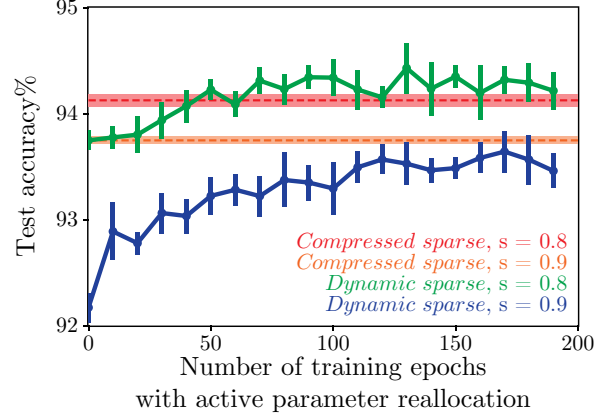 95
94
93
92
Test accuracy%
Compressed sparse, s = 0.8
Compressed sparse, s = 0.9
Dynamic sparse, s = 0.8
Dynamic sparse, s = 0.9
0 50 100 150 200
Number of training epochs
with active parameter reallocation